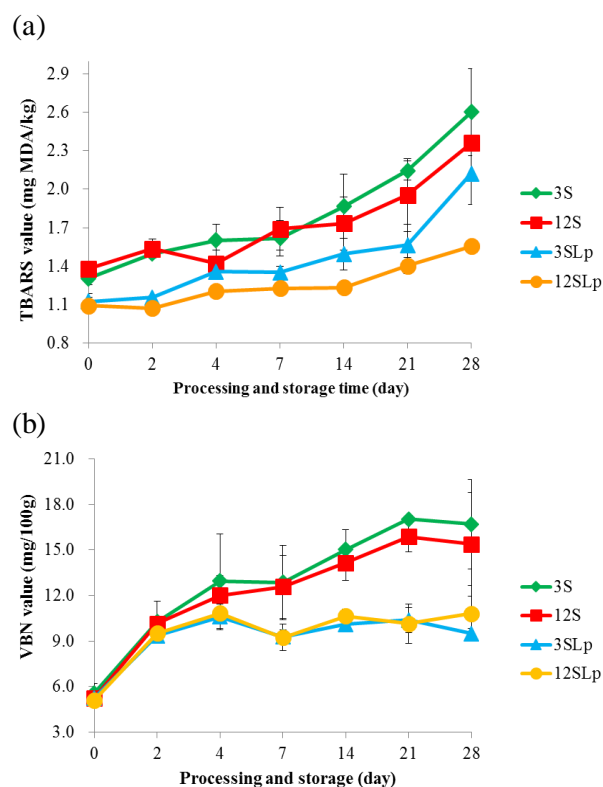 (a)
TBARS value (mg MDA/kg)
2.9
2.6
2.3
2.0
1.7
1.4
1.1
0.8
0 2 4 7 14 21 28
Processing and storage time (day)
3S
12S
3SLp
12SLp
(b)
VBN value (mg/100g)
21.0
18.0
15.0
12.0
9.0
6.0
3.0
0 2 4 7 14 21 28
Processing and storage (day)
3S
12S
3SLp
12SLp